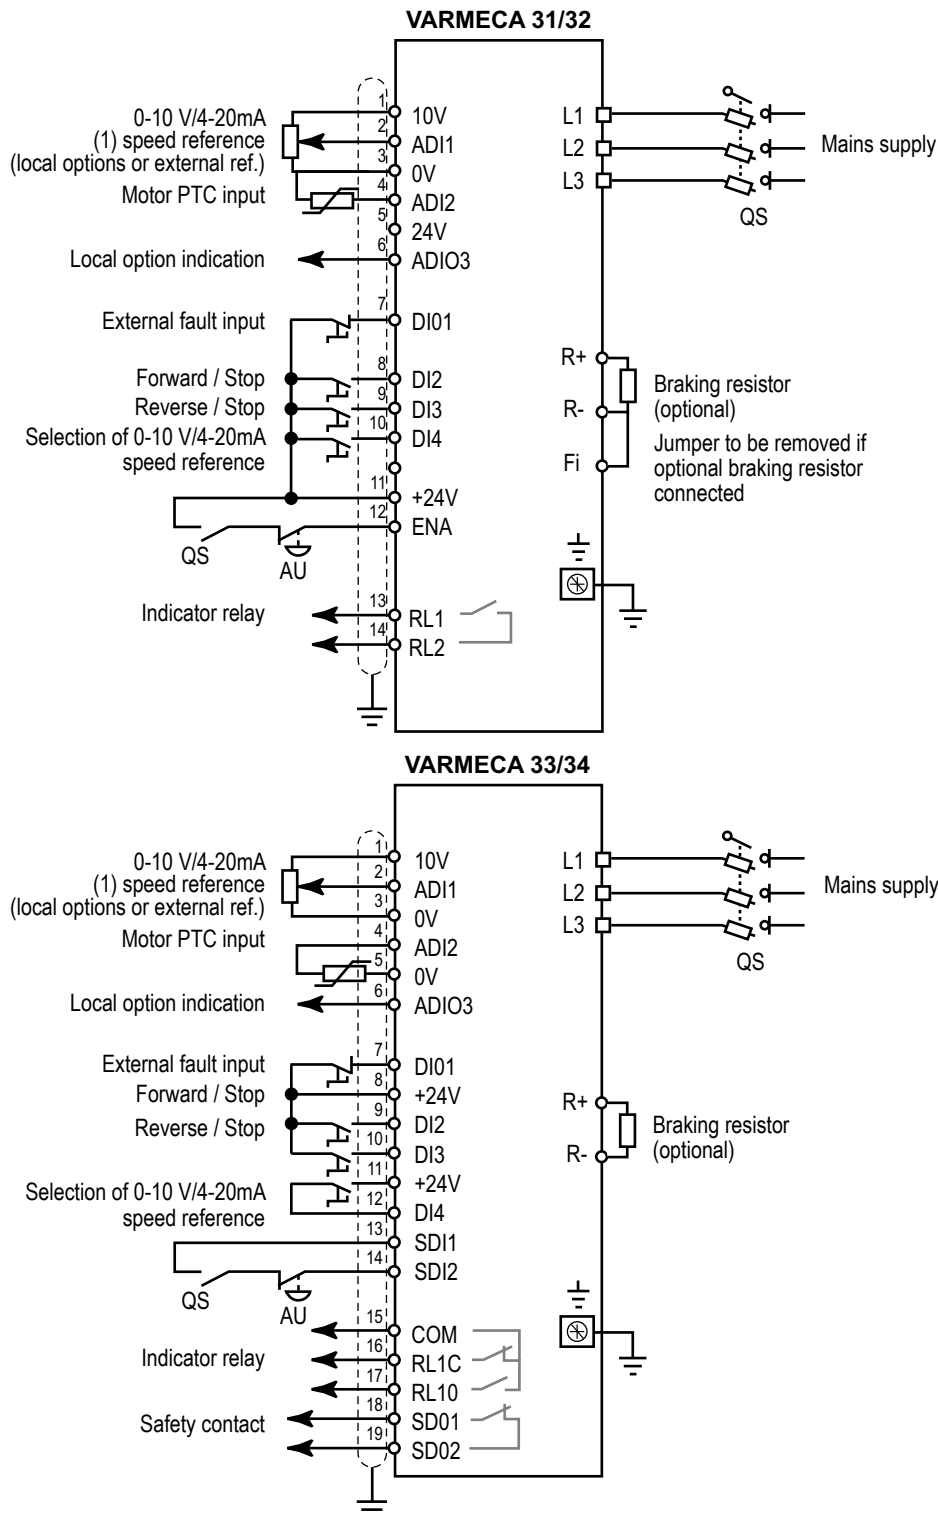 VARMECA 31/32
0-10 V/4-20mA
(1) speed reference
(local options or external ref.)
Motor PTC input
Local option indication
External fault input
Forward / Stop
Reverse / Stop
Selection of 0-10 V/4-20mA
speed reference
QS
AU
Indicator relay
1
2
3
4
5
6
7
8
9
10
11
12
13
14
10V
ADI1
0V
ADI2
24V
ADIO3
DI01
DI2
DI3
DI4
+24V
ENA
RL1
RL2
L1
L2
L3
Mains supply
QS
R+
R-
Fi
Braking resistor
(optional)
Jumper to be removed if
optional braking resistor
connected
VARMECA 33/34
0-10 V/4-20mA
(1) speed reference
(local options or external ref.)
Motor PTC input
Local option indication
External fault input
Forward / Stop
Reverse / Stop
Selection of 0-10 V/4-20mA
speed reference
QS
AU
Indicator relay
Safety contact
1
2
3
4
5
6
7
8
9
10
11
12
13
14
15
16
17
18
19
10V
ADI1
0V
ADI2
0V
ADIO3
DI01
+24V
DI2
DI3
+24V
DI4
SDI1
SDI2
COM
RL1C
RL10
SD01
SD02
L1
L2
L3
Mains supply
QS
R+
R-
Braking resistor
(optional)